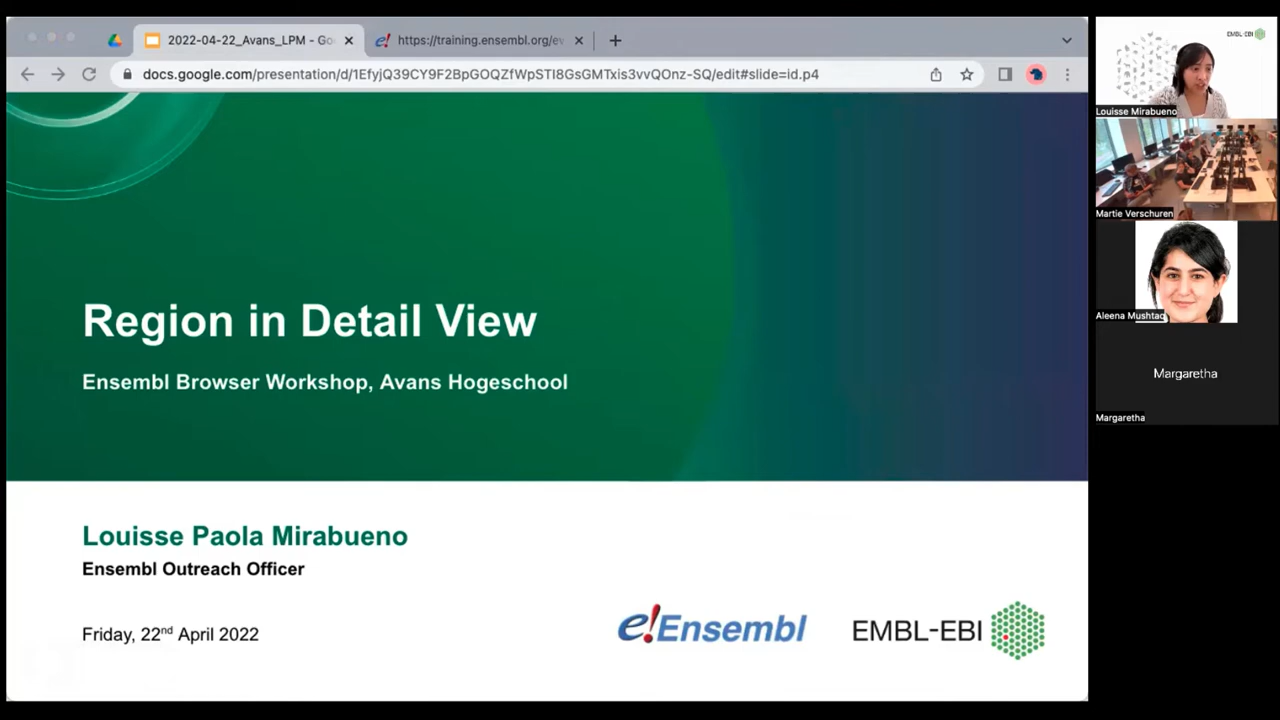 2022-04-22_Avans_LPM - Go
https://training.ensembl.org/ev
docs.google.com/presentation/d/1EfyjQ39CY9F2BpGOQZfWpSTI8GsGMTxis3vvQOnz-SQ/edit#slide=id.p4
Region in Detail View
Ensembl Browser Workshop, Avans Hogeschool
Louisse Paola Mirabueno
Ensembl Outreach Officer
Friday, 22nd April 2022
e!Ensembl
EMBL-EBI
EMBL-EBI
Louisse Mirabueno
Martie Verschuren
Aleena Mushtaq
Margaretha
Margaretha